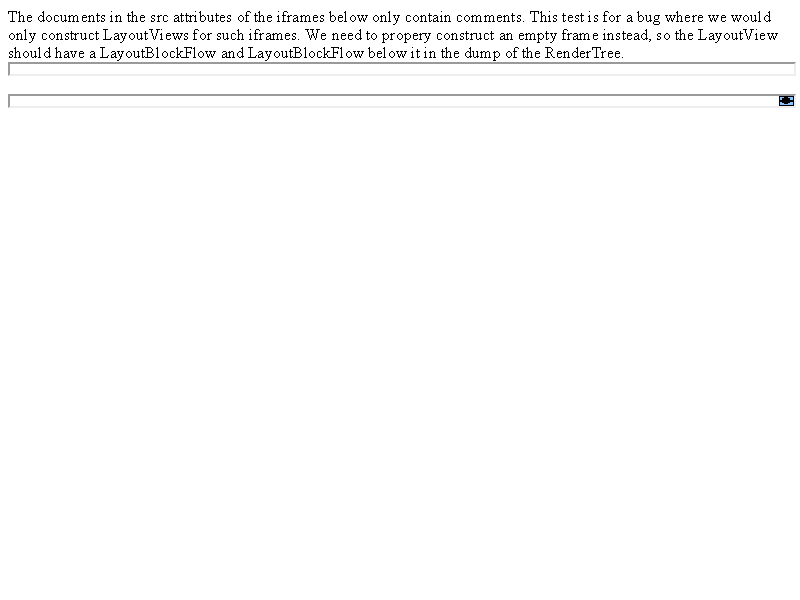 The documents in the src attributes of the iframes below only contain comments. This test is for a bug where we would
only construct LayoutViews for such iframes. We need to propery construct an empty frame instead, so the LayoutView
should have a LayoutBlockFlow and LayoutBlockFlow below it in the dump of the RenderTree.